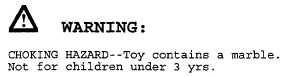 WARNING:
CHOKING HAZARD--Toy contains a marble.
Not for children under 3 yrs.